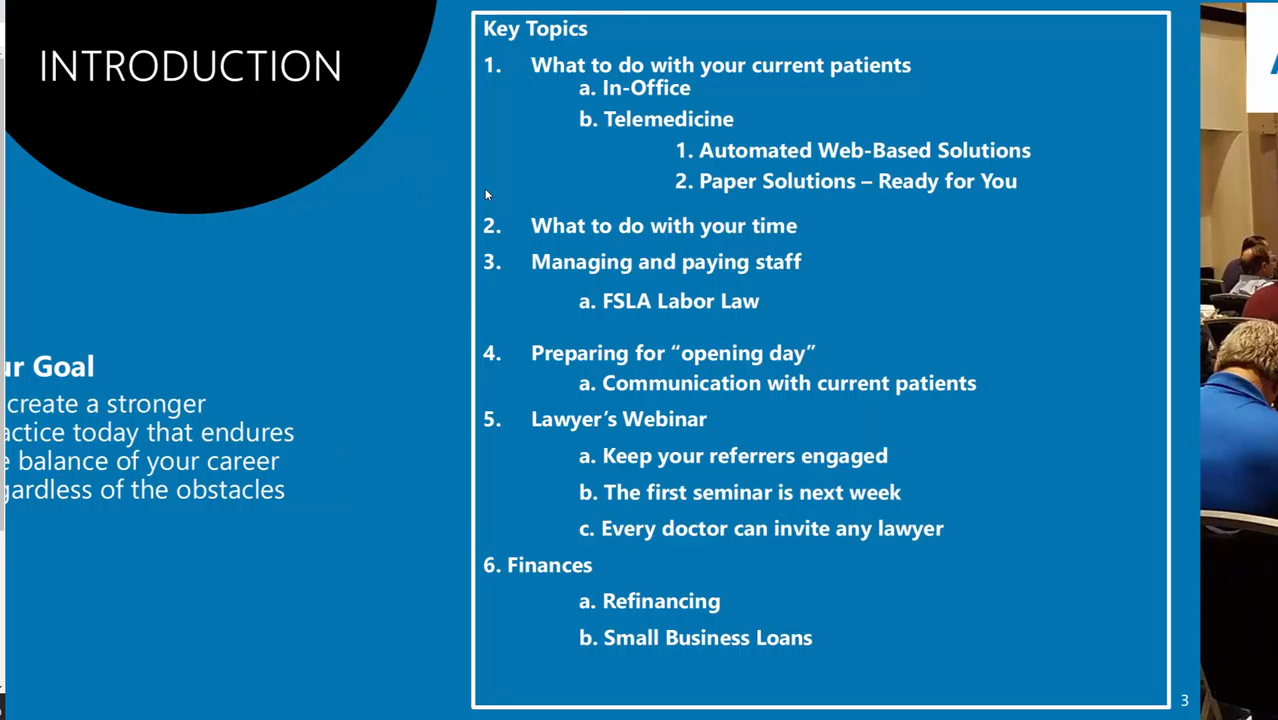 INTRODUCTION
ur Goal
create a stronger
actice today that endures
e balance of your career
gardless of the obstacles
Key Topics
1. What to do with your current patients
a. In-Office
b. Telemedicine
1. Automated Web-Based Solutions
2. Paper Solutions – Ready for You
2. What to do with your time
3. Managing and paying staff
a. FSLA Labor Law
4. Preparing for “opening day”
a. Communication with current patients
5. Lawyer’s Webinar
a. Keep your referrers engaged
b. The first seminar is next week
c. Every doctor can invite any lawyer
6. Finances
a. Refinancing
b. Small Business Loans
3